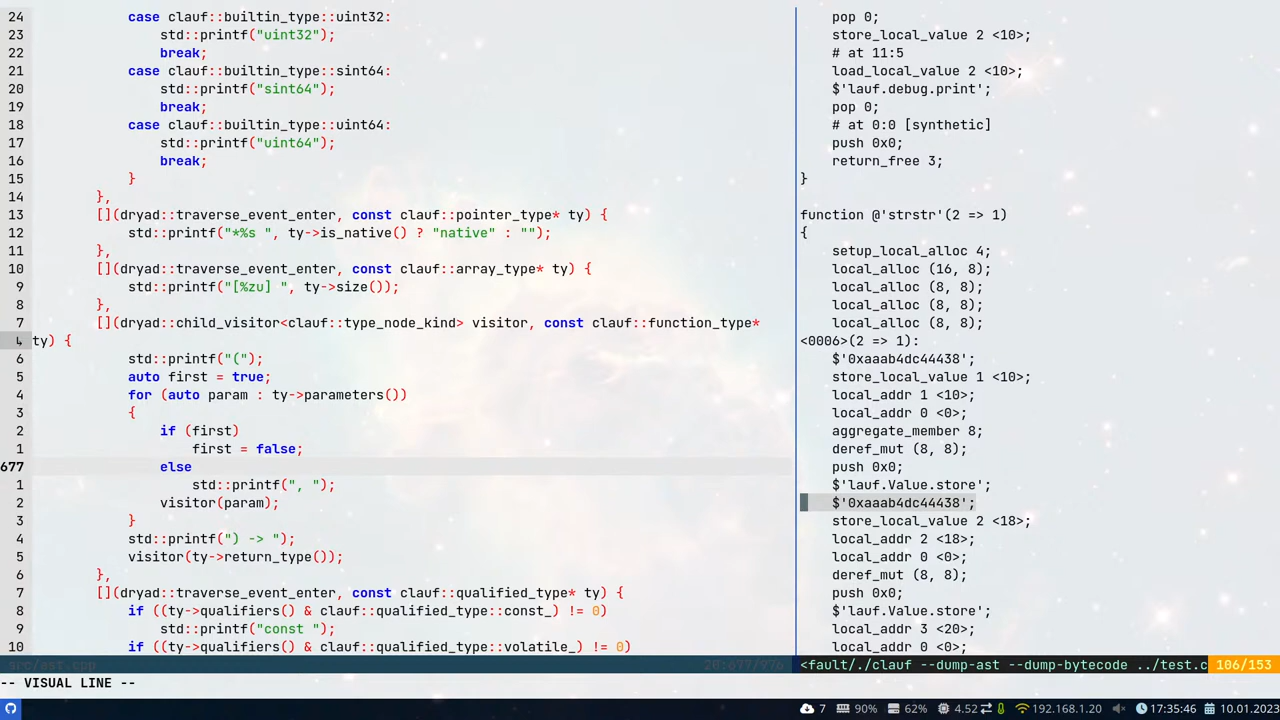 24            case clauf::builtin_type::uint32:
23                std::printf("uint32");
22                break;
21            case clauf::builtin_type::sint64:
20                std::printf("sint64");
19                break;
18            case clauf::builtin_type::uint64:
17                std::printf("uint64");
16                break;
15            }
14        },
13        [](dryad::traverse_event_enter, const clauf::pointer_type* ty) {
12            std::printf("*%s ", ty->is_native() ? "native" : "");
11        },
10        [](dryad::traverse_event_enter, const clauf::array_type* ty) {
9            std::printf("[%zu] ", ty->size());
8        },
7        [](dryad::child_visitor<clauf::type_node_kind> visitor, const clauf::function_type*
ty) {
6            std::printf("(");
5            auto first = true;
4            for (auto param : ty->parameters())
3            {
2                if (first)
1                    first = false;
677                else
1                    std::printf(", ");
2                visitor(param);
3            }
4            std::printf(") -> ");
5            visitor(ty->return_type());
6        },
7        [](dryad::traverse_event_enter, const clauf::qualified_type* ty) {
8            if ((ty->qualifiers() & clauf::qualified_type::const_) != 0)
9                std::printf("const ");
10            if ((ty->qualifiers() & clauf::qualified_type::volatile_) != 0)
src/ast.cpp
    pop 0;
    store_local_value 2 <10>;
    # at 11:5
    load_local_value 2 <10>;
    $'lauf.debug.print';
    pop 0;
    # at 0:0 [synthetic]
    push 0x0;
    return_free 3;
}
function @'strstr'(2 => 1)
{
    setup_local_alloc 4;
    local_alloc (16, 8);
    local_alloc (8, 8);
    local_alloc (8, 8);
    local_alloc (8, 8);
<0006>(2 => 1):
    $'0xaaab4dc44438';
    store_local_value 1 <10>;
    local_addr 1 <10>;
    local_addr 0 <0>;
    aggregate_member 8;
    deref_mut (8, 8);
    push 0x0;
    $'lauf.Value.store';
    $'0xaaab4dc44438';
    store_local_value 2 <18>;
    local_addr 2 <18>;
    local_addr 0 <0>;
    deref_mut (8, 8);
    push 0x0;
    $'lauf.Value.store';
    local_addr 3 <20>;
    local_addr 0 <0>;
<fault/./clauf --dump-ast --dump-bytecode ../test.c 106/153
-- VISUAL LINE --
7 90% 62% 4.52 192.168.1.20 17:35:46 10.01.2023